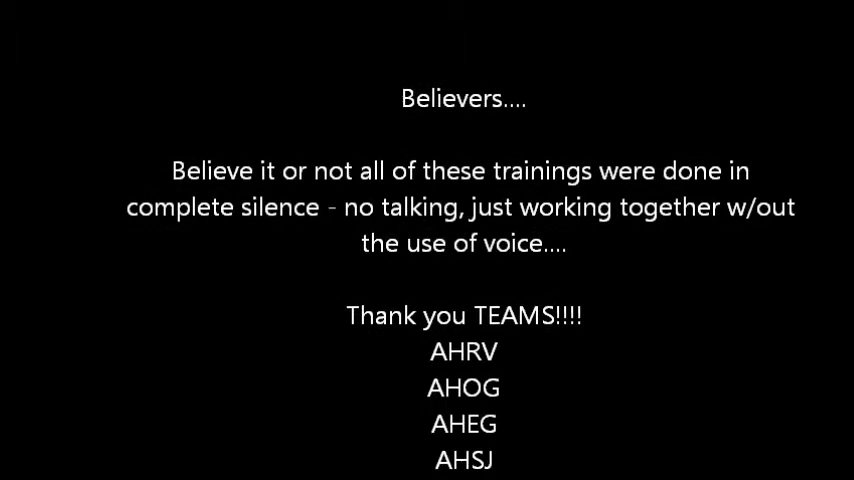 Believers....
Believe it or not all of these trainings were done in
complete silence - no talking, just working together w/out
the use of voice....
Thank you TEAMS!!!!
AHRV
AHOG
AHEG
AHSJ